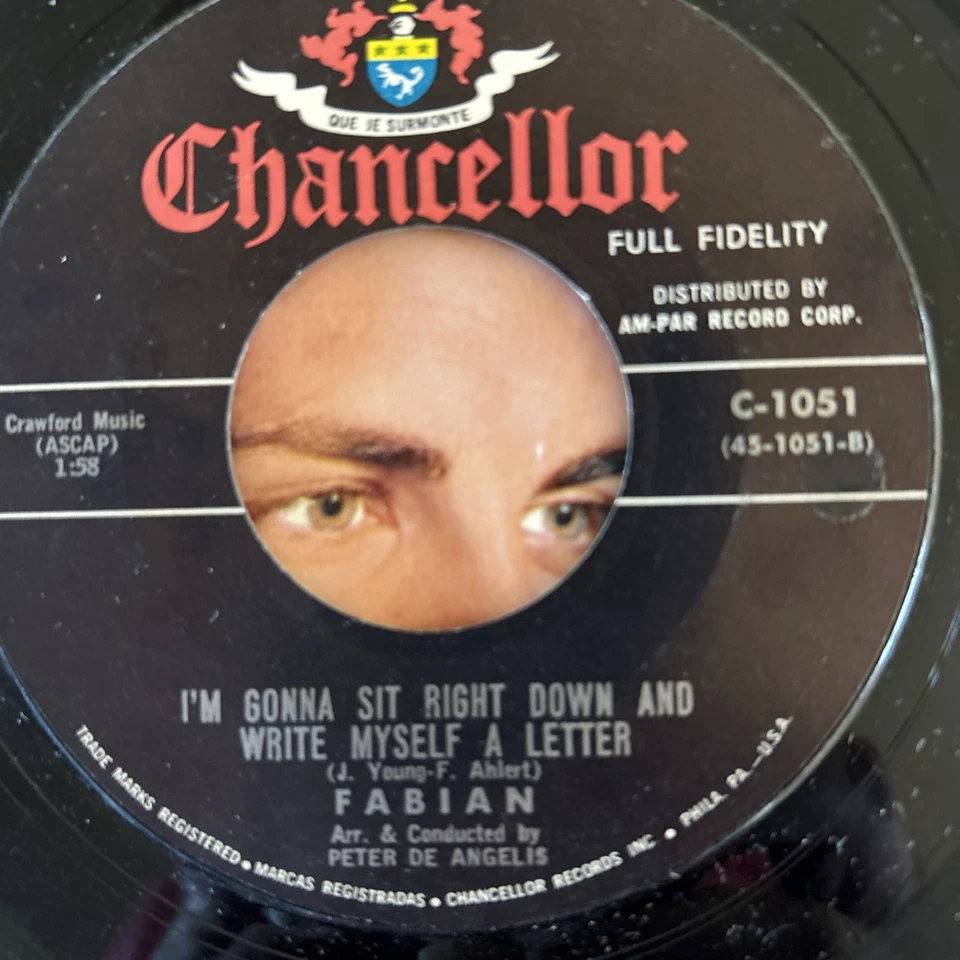 QUE JE SURMONTE
Chancellor
FULL FIDELITY
DISTRIBUTED BY
AM-PAR RECORD CORP.
Crawford Music
(ASCAP)
1:58
C-1051
(45-1051-B)
I'M GONNA SIT RIGHT DOWN AND
WRITE MYSELF A LETTER
(J. Young-F. Ahlert)
FABIAN
Arr. & Conducted by
PETER DE ANGELIS
TRADE MARKS REGISTERED • MARCAS REGISTRADAS • CHANCELLOR RECORDS INC • PHILA. PA.—U.S.A.